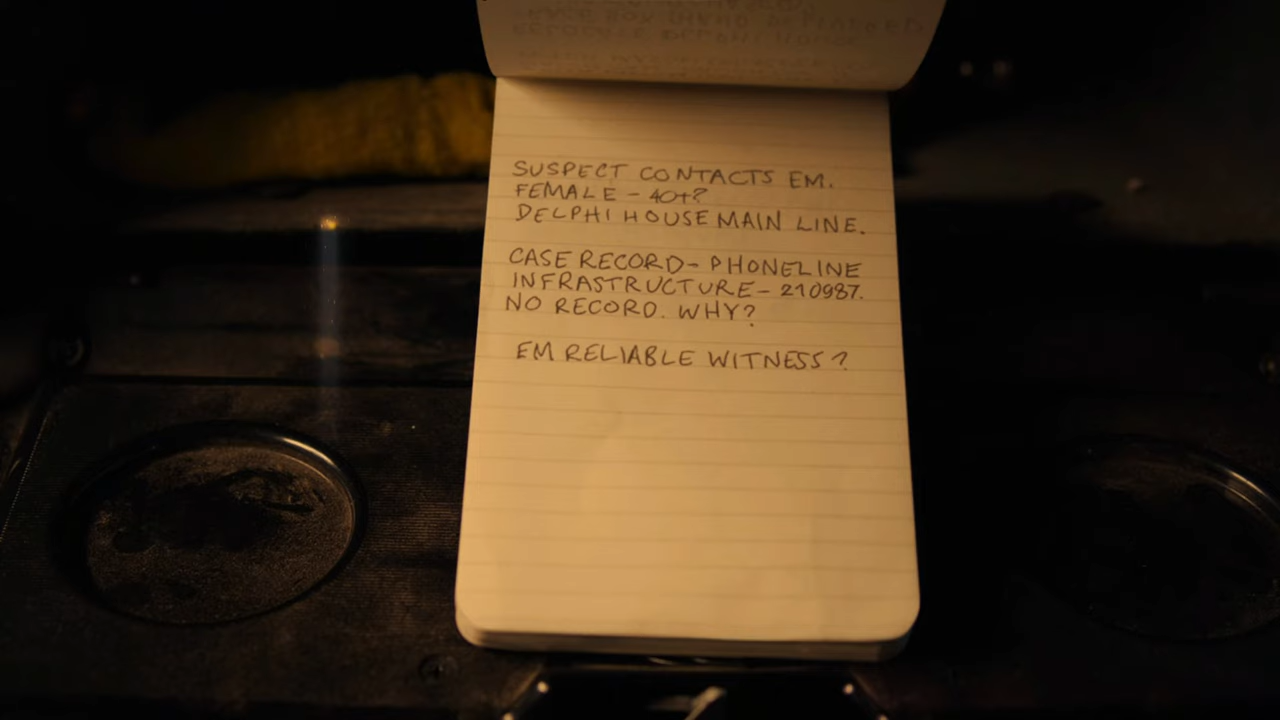 SUSPECT CONTACTS EM.
FEMALE - 40+?
DELPHI HOUSE MAIN LINE.
CASE RECORD - PHONELINE
INFRASTRUCTURE - 210987.
NO RECORD. WHY?
EM RELIABLE WITNESS?